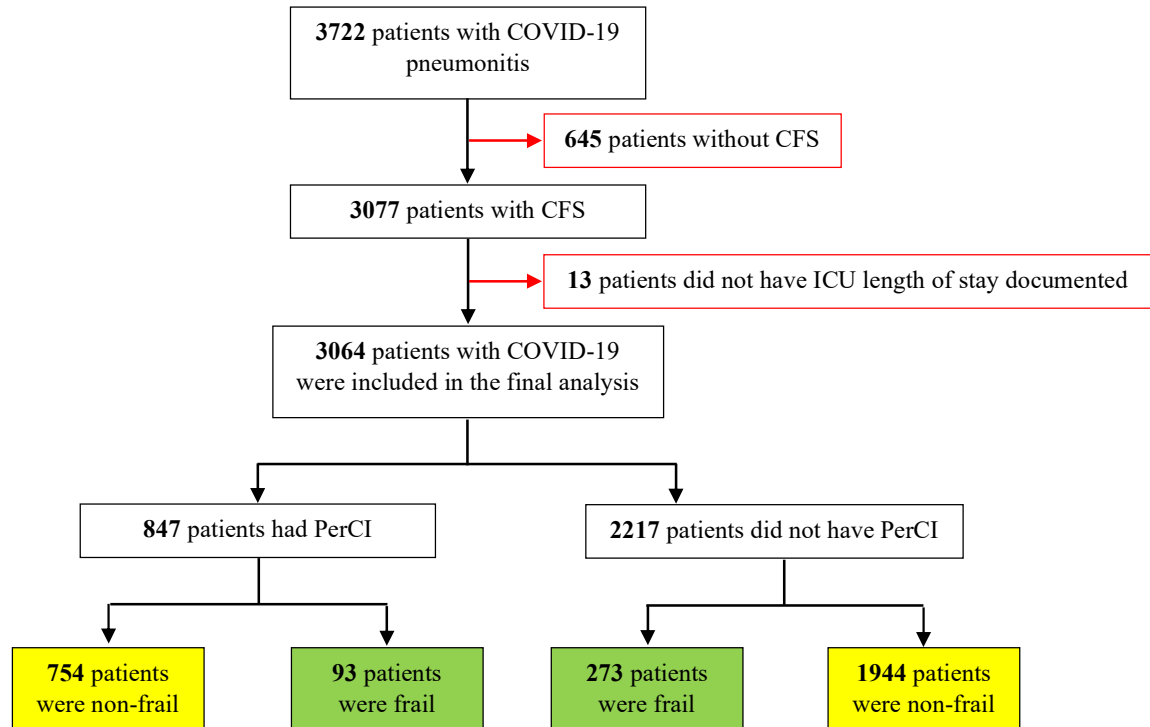 3722 patients with COVID-19
pneumonitis
645 patients without CFS
3077 patients with CFS
13 patients did not have ICU length of stay documented
3064 patients with COVID-19
were included in the final analysis
847 patients had PerCI
2217 patients did not have PerCI
754 patients
were non-frail
93 patients
were frail
273 patients
were frail
1944 patients
were non-frail